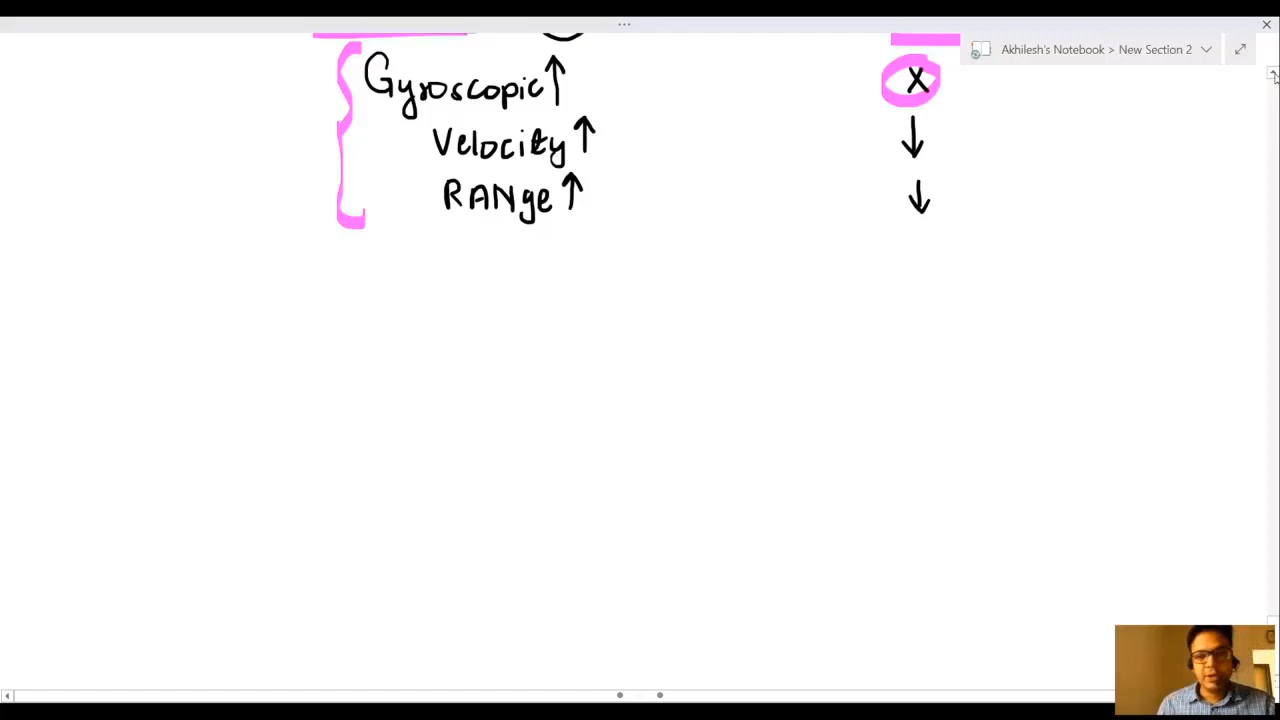 Akhilesh's Notebook > New Section 2
Gyroscopic ↑ X
Velocity ↑ ↓
RANge ↑ ↓